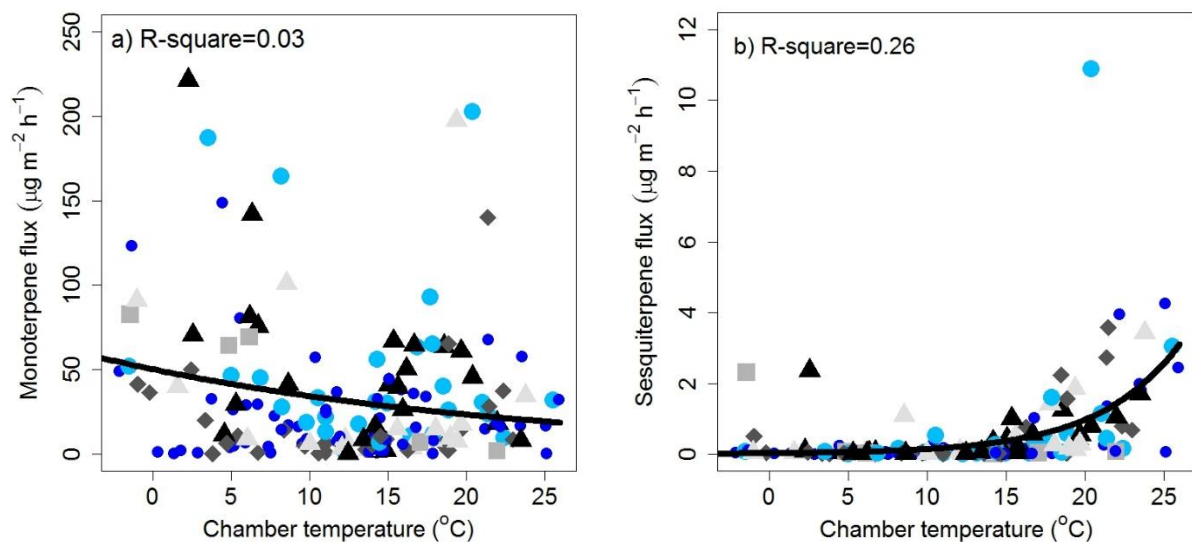 a) R-square=0.03
Monoterpene flux (µg m⁻² h⁻¹)
250
200
150
100
50
0
0 5 10 15 20 25
Chamber temperature (°C)
b) R-square=0.26
Sesquiterpene flux (µg m⁻² h⁻¹)
12
10
8
6
4
2
0
0 5 10 15 20 25
Chamber temperature (°C)